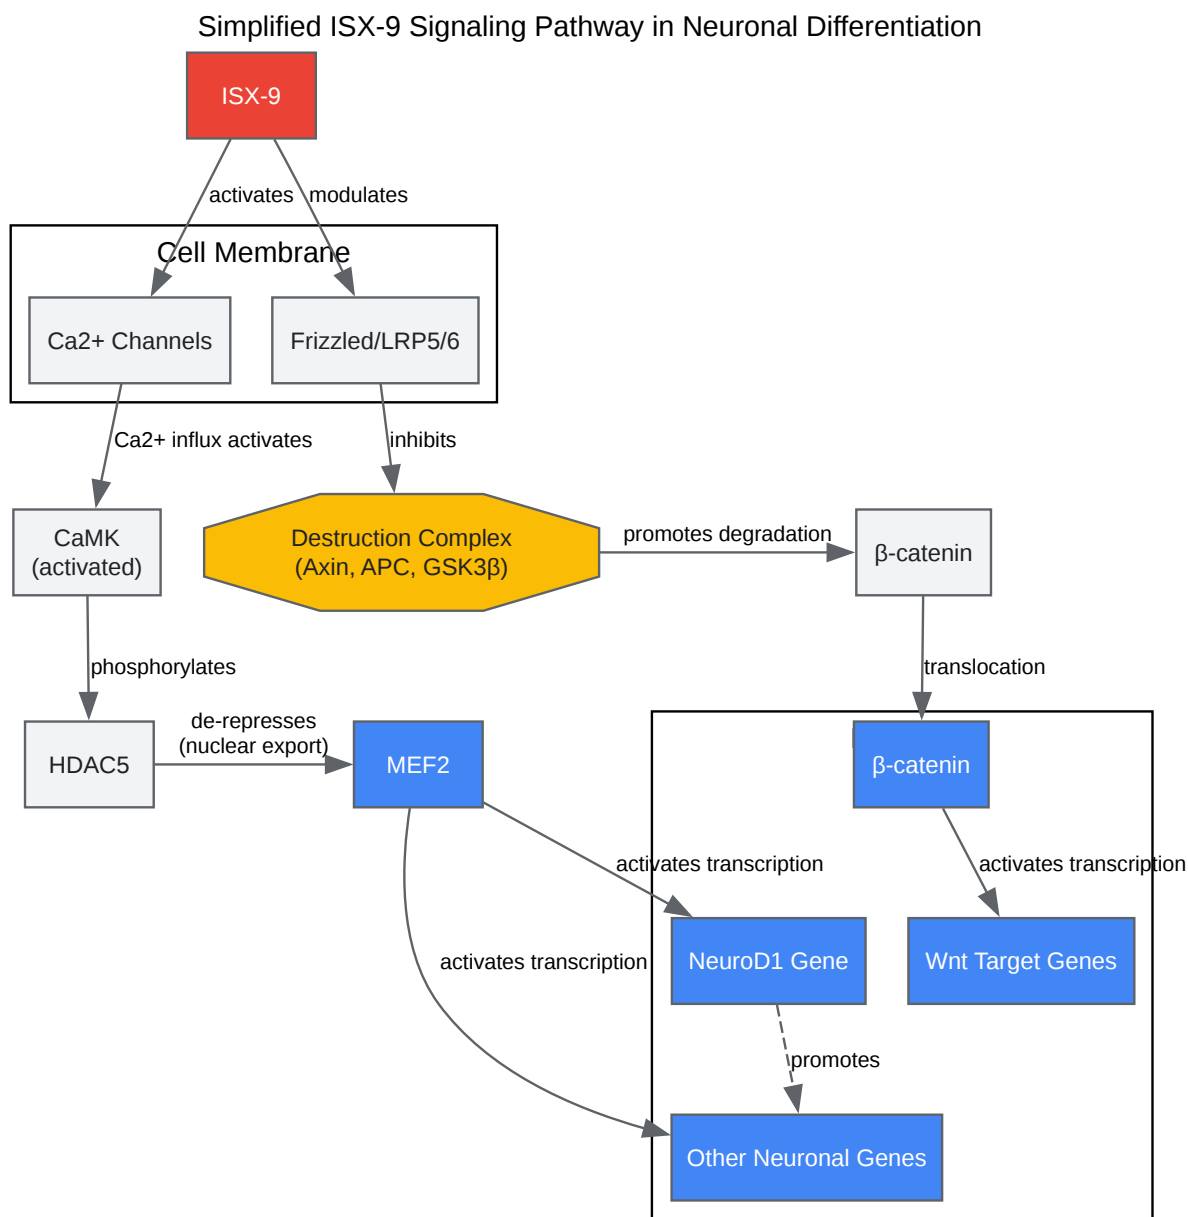 Simplified ISX-9 Signaling Pathway in Neuronal Differentiation
ISX-9
activates
modulates
Cell Membrane
Ca2+ Channels
Frizzled/LRP5/6
Ca2+ influx activates
inhibits
CaMK
(activated)
Destruction Complex
(Axin, APC, GSK3β)
promotes degradation
β-catenin
phosphorylates
translocation
HDAC5
de-represses
(nuclear export)
MEF2
β-catenin
activates transcription
activates transcription
activates transcription
NeuroD1 Gene
Wnt Target Genes
promotes
Other Neuronal Genes